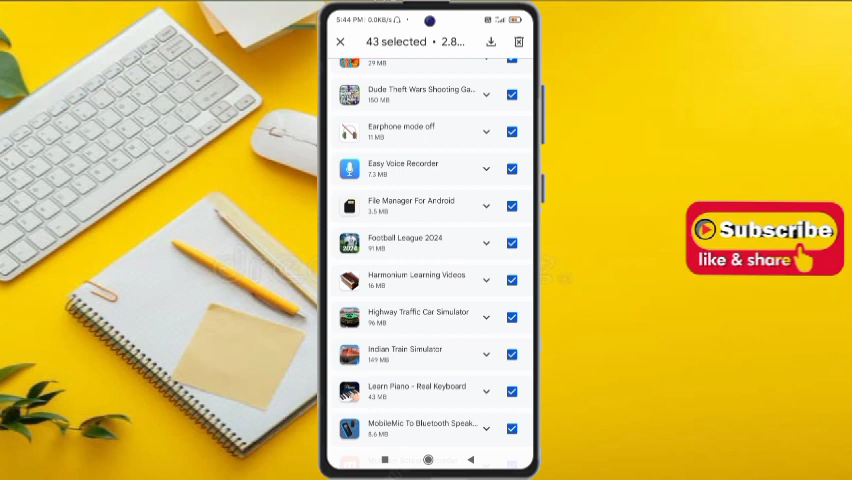 5:44 PM 0.0KB/s
43 selected • 2.8...
29 MB
Dude Theft Wars Shooting Ga...
150 MB
Earphone mode off
11 MB
Easy Voice Recorder
7.3 MB
File Manager For Android
3.5 MB
Football League 2024
91 MB
Harmonium Learning Videos
16 MB
Highway Traffic Car Simulator
96 MB
Indian Train Simulator
149 MB
Learn Piano - Real Keyboard
43 MB
MobileMic To Bluetooth Speak...
8.6 MB
Subscribe
like & share